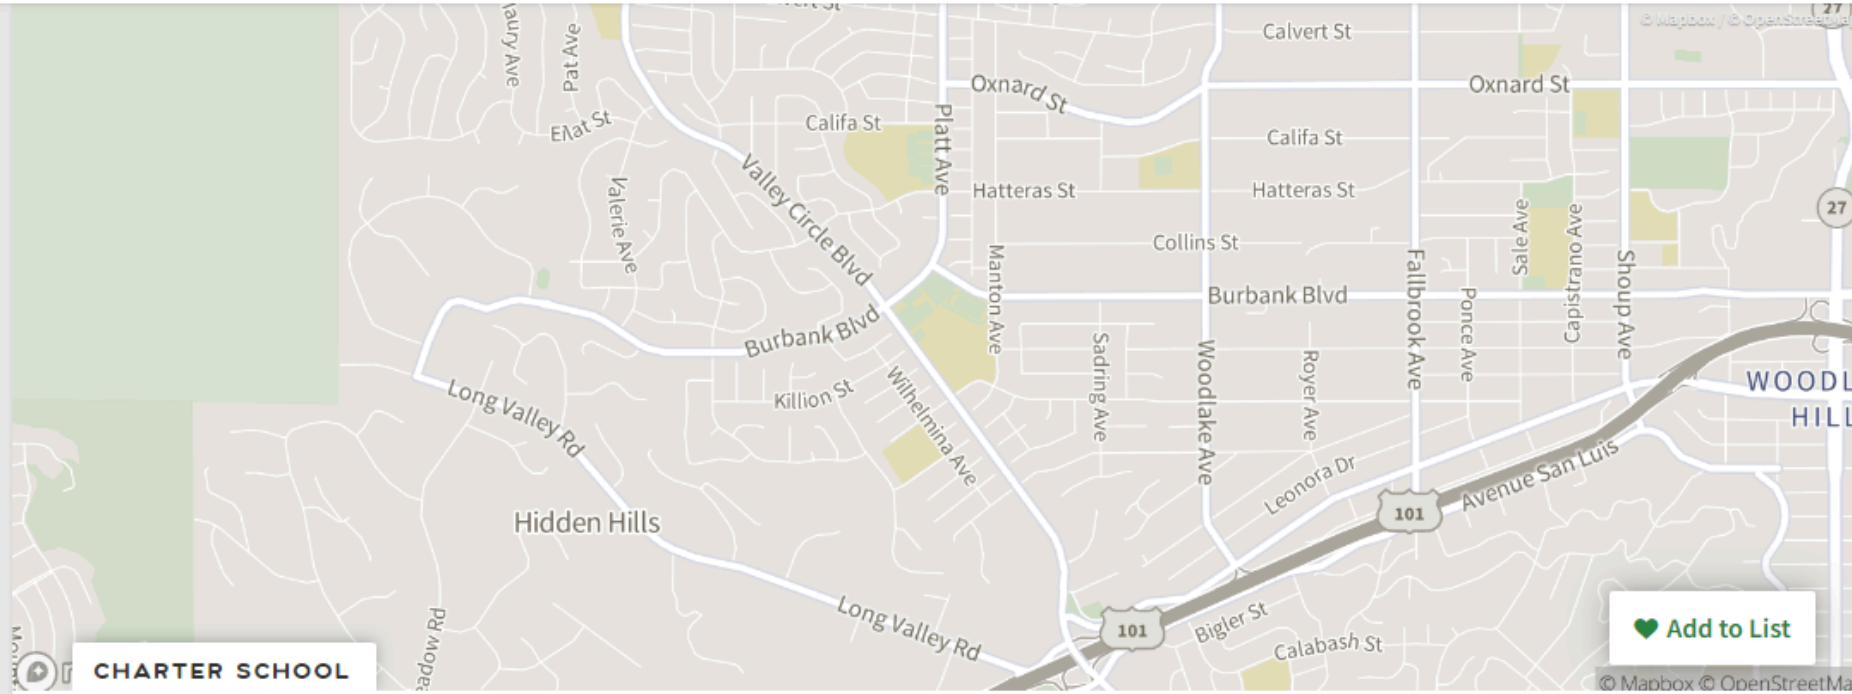 27
© Mapbox / © OpenStreetMa
Calvert St
Pat Ave
Oxnard St
Oxnard St
Califa St
Platt Ave
Califa St
Valley Circle Blvd
Hatteras St
Hatteras St
Valerie Ave
27
Sale Ave
Capistrano Ave
Collins St
Manton Ave
Fallbrook Ave
Shoup Ave
Burbank Blvd
Ponce Ave
Burbank Blvd
Sadring Ave
Woodlake Ave
Royer Ave
WOODL
HILL
Killion St
Wilhelmina Ave
Long Valley Rd
Leonora Dr
Avenue San Luis
101
Hidden Hills
Long Valley Rd
101
Bigler St
Calabash St
Add to List
eadow Rd
CHARTER SCHOOL
© Mapbox © OpenStreetMa